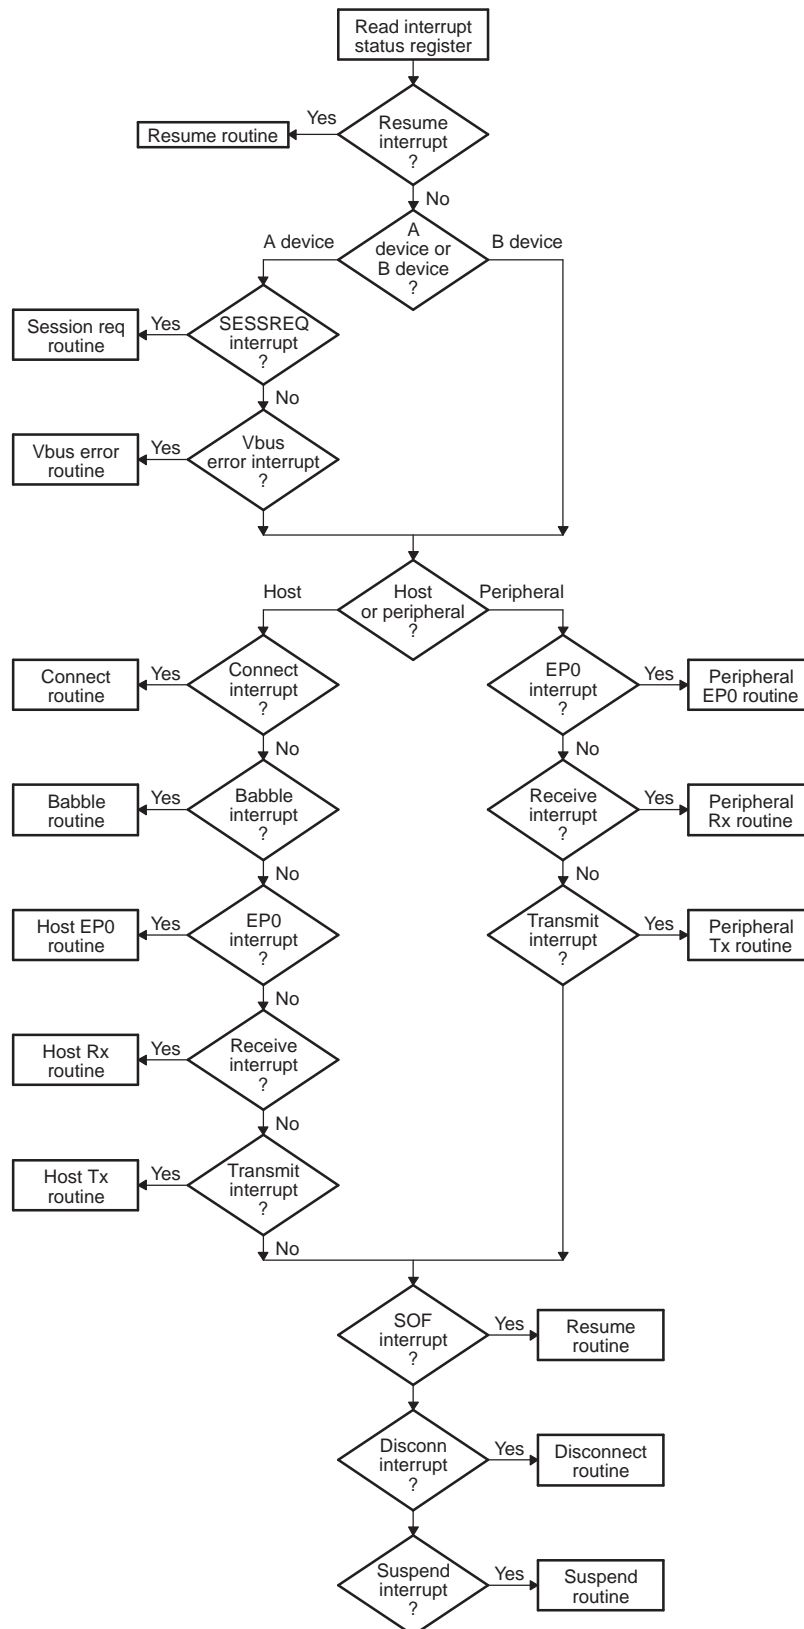 Read interrupt
status register
Yes
Resume routine
Resume
interrupt
?
No
A device
A
device or
B device
?
B device
Session req
routine
Yes
SESSREQ
interrupt
?
No
Vbus error
routine
Yes
Vbus
error interrupt
?
Host
Host
or peripheral
?
Peripheral
Connect
routine
Yes
Connect
interrupt
?
No
EP0
interrupt
?
Yes
Peripheral
EP0 routine
No
Babble
routine
Yes
Babble
interrupt
?
No
Receive
interrupt
?
Yes
Peripheral
Rx routine
No
Host EP0
routine
Yes
EP0
interrupt
?
No
Transmit
interrupt
?
Yes
Peripheral
Tx routine
Host Rx
routine
Yes
Receive
interrupt
?
No
Host Tx
routine
Yes
Transmit
interrupt
?
No
SOF
interrupt
?
Yes
Resume
routine
Disconn
interrupt
?
Yes
Disconnect
routine
Suspend
interrupt
?
Yes
Suspend
routine